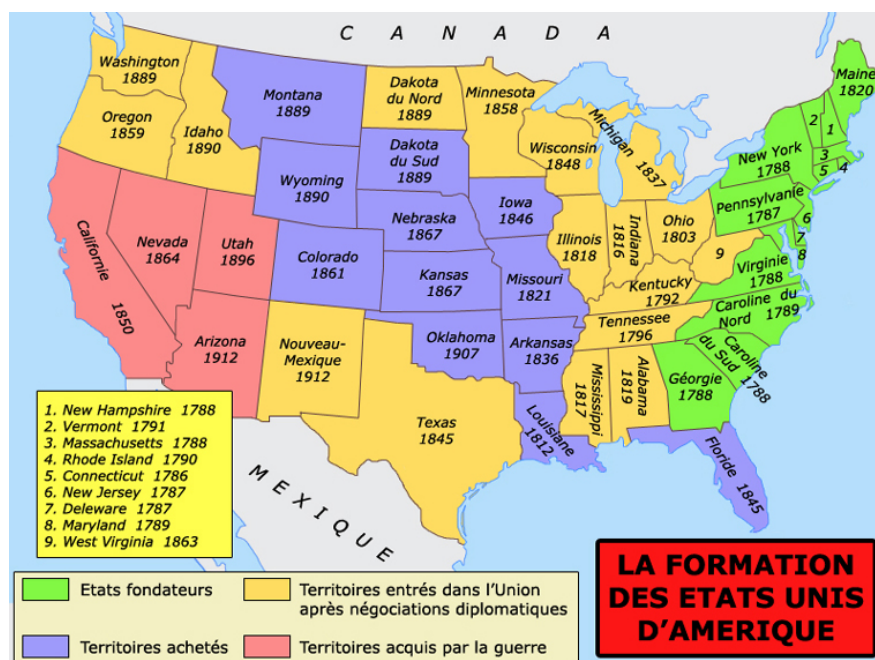 C A N A D A
Washington
1889
Oregon
1859
Idaho
1890
Montana
1889
Wyoming
1890
Dakota
du Nord
1889
Dakota
du Sud
1889
Minnesota
1858
Wisconsin
1848
Michigan 1837
Maine
1820
2
1
3
5
4
New York
1788
Pennsylvanie
1787
6
7
8
Californie 1850
Nevada
1864
Utah
1896
Colorado
1861
Nebraska
1867
Kansas
1867
Iowa
1846
Missouri
1821
Illinois
1818
Indiana
1816
Ohio
1803
9
Virginie
1788
Kentucky
1792
Caroline du
Nord 1789
Tennessee
1796
Caroline
du Sud 1788
Arizona
1912
Nouveau-
Mexique
1912
Oklahoma
1907
Arkansas
1836
Texas
1845
Louisiane
1812
Mississippi
1817
Alabama
1819
Géorgie
1788
Floride 1845
M E X I Q U E
1. New Hampshire 1788
2. Vermont 1791
3. Massachusetts 1788
4. Rhode Island 1790
5. Connecticut 1786
6. New Jersey 1787
7. Deleware 1787
8. Maryland 1789
9. West Virginia 1863
Etats fondateurs
Territoires entrés dans l'Union
après négociations diplomatiques
Territoires achetés
Territoires acquis par la guerre
LA FORMATION
DES ETATS UNIS
D'AMERIQUE